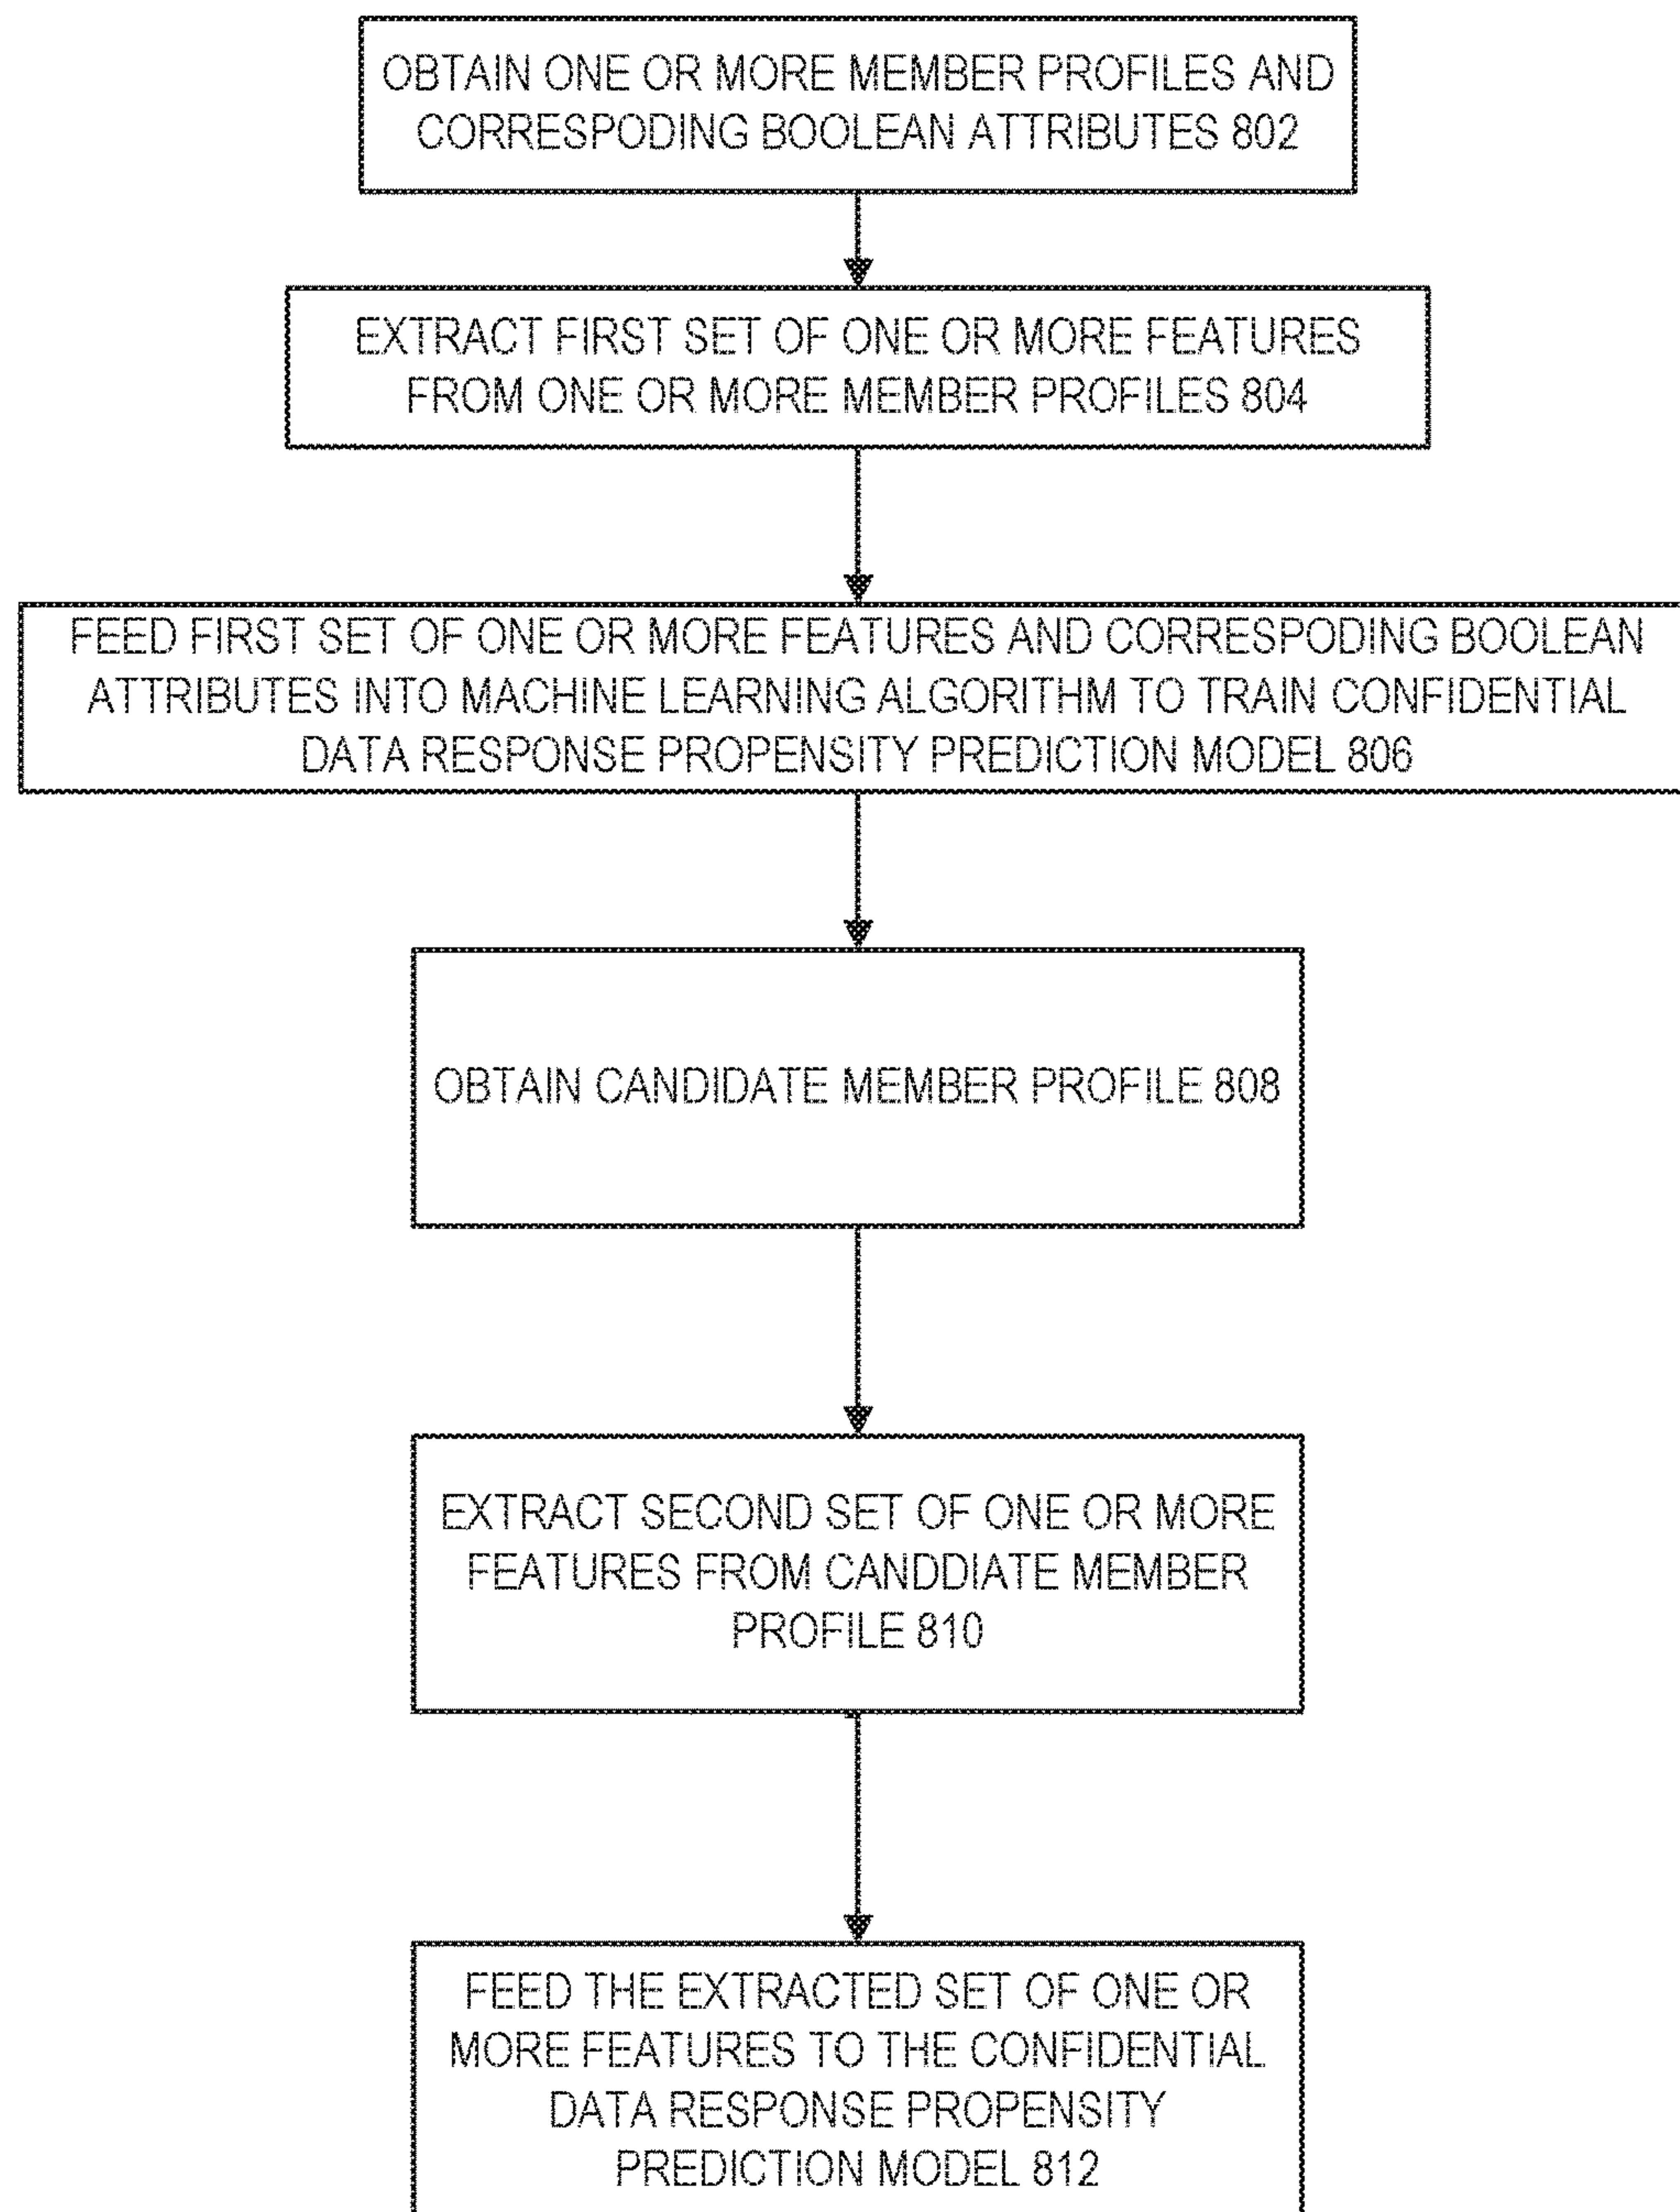 OBTAIN ONE OR MORE MEMBER PROFILES AND
CORRESPODING BOOLEAN ATTRIBUTES 802
EXTRACT FIRST SET OF ONE OR MORE FEATURES
FROM ONE OR MORE MEMBER PROFILES 804
FEED FIRST SET OF ONE OR MORE FEATURES AND CORRESPODING BOOLEAN
ATTRIBUTES INTO MACHINE LEARNING ALGORITHM TO TRAIN CONFIDENTIAL
DATA RESPONSE PROPENSITY PREDICTION MODEL 806
OBTAIN CANDIDATE MEMBER PROFILE 808
EXTRACT SECOND SET OF ONE OR MORE
FEATURES FROM CANDDIATE MEMBER
PROFILE 810
FEED THE EXTRACTED SET OF ONE OR
MORE FEATURES TO THE CONFIDENTIAL
DATA RESPONSE PROPENSITY
PREDICTION MODEL 812